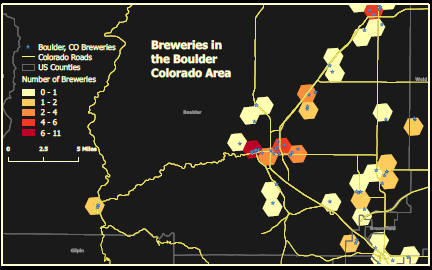 Breweries in
the Boulder
Colorado Area
Boulder, CO Breweries
Colorado Roads
US Counties
Number of Breweries
0 - 1
1 - 2
2 - 4
4 - 6
6 - 11
0 2.5 5 Miles
Boulder
Weld
Gilpin
Broomfield